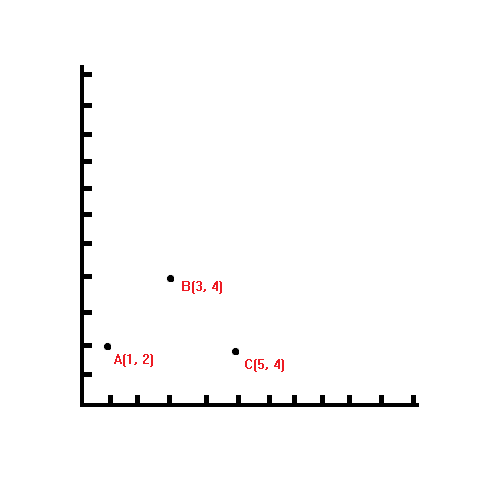 B(3, 4)
A(1, 2)
C(5, 4)